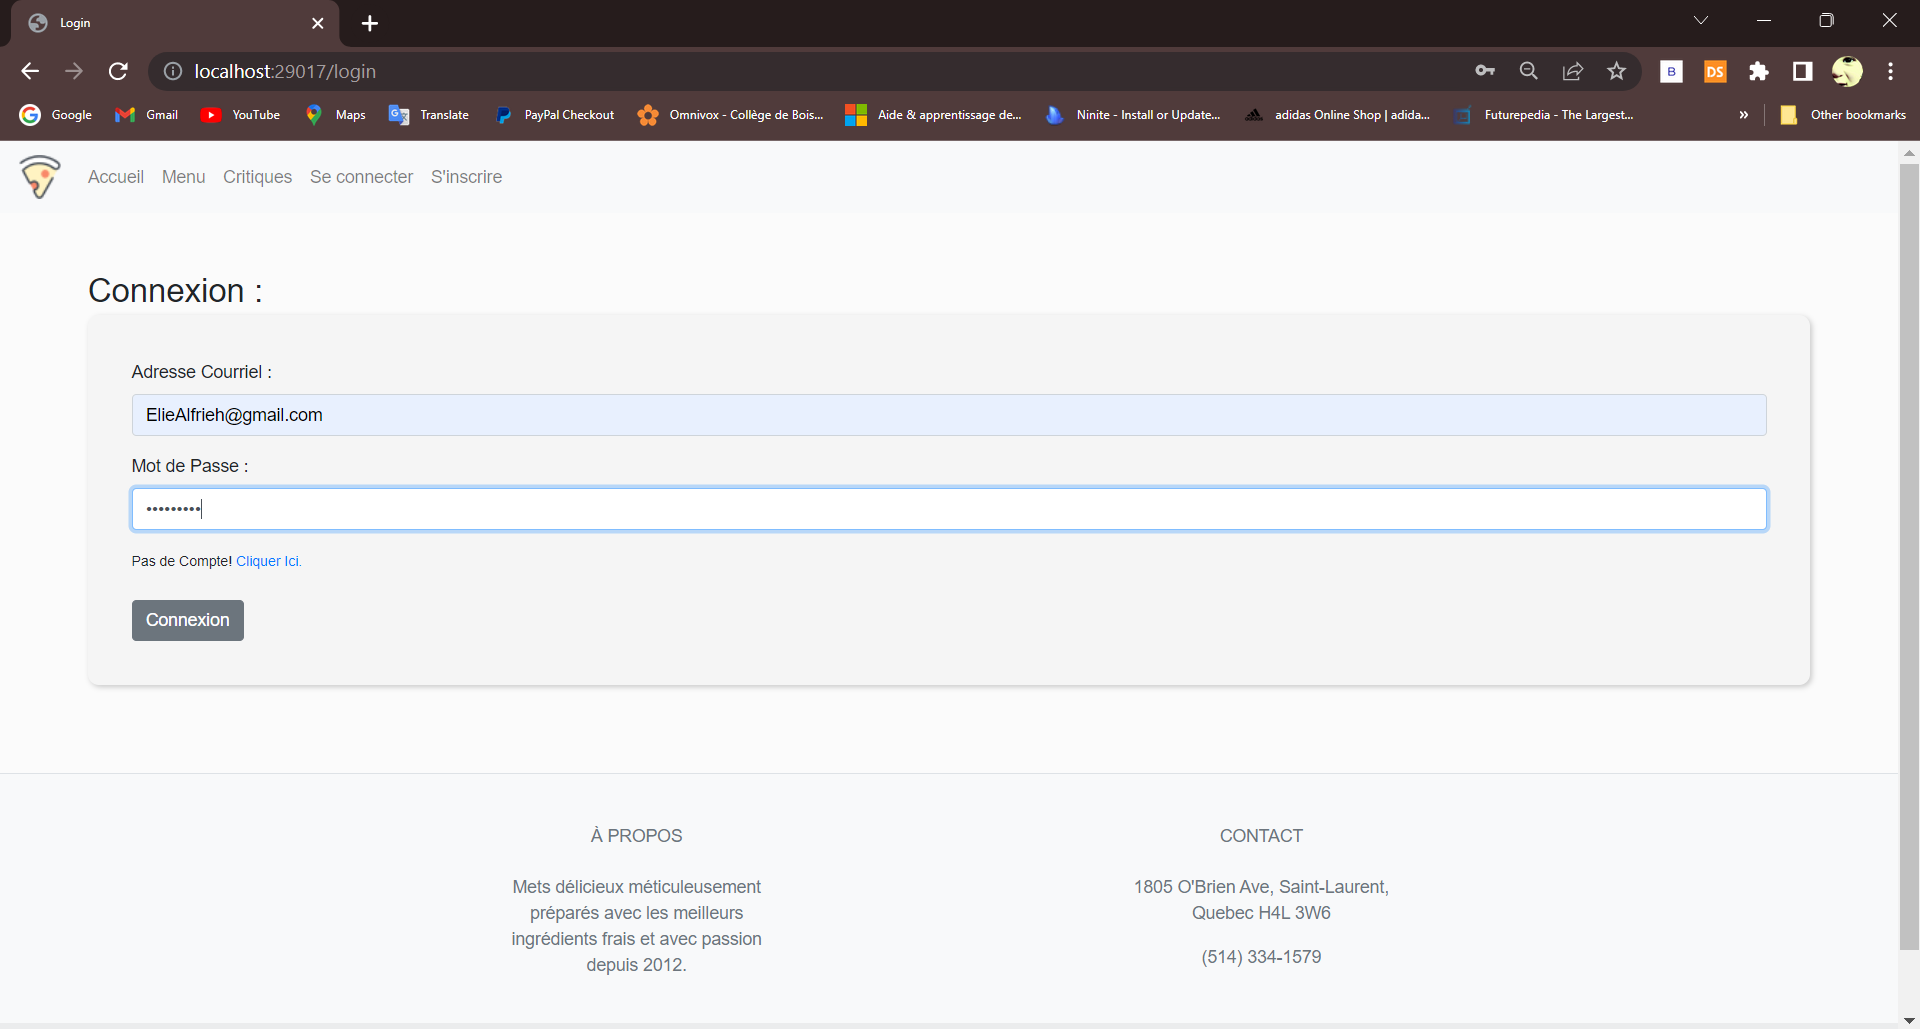 Login
localhost:29017/login
B
DS
Google
Gmail
YouTube
Maps
Translate
PayPal Checkout
Omnivox - Collège de Bois...
Aide & apprentissage de...
Ninite - Install or Update...
adidas Online Shop | adida...
Futurepedia - The Largest...
»
Other bookmarks
Accueil Menu Critiques Se connecter S'inscrire
Connexion :
Adresse Courriel :
ElieAlfrieh@gmail.com
Mot de Passe :
•••••••••
Pas de Compte! Cliquer Ici.
Connexion
À PROPOS
Mets délicieux méticuleusement
préparés avec les meilleurs
ingrédients frais et avec passion
depuis 2012.
CONTACT
1805 O'Brien Ave, Saint-Laurent,
Quebec H4L 3W6
(514) 334-1579